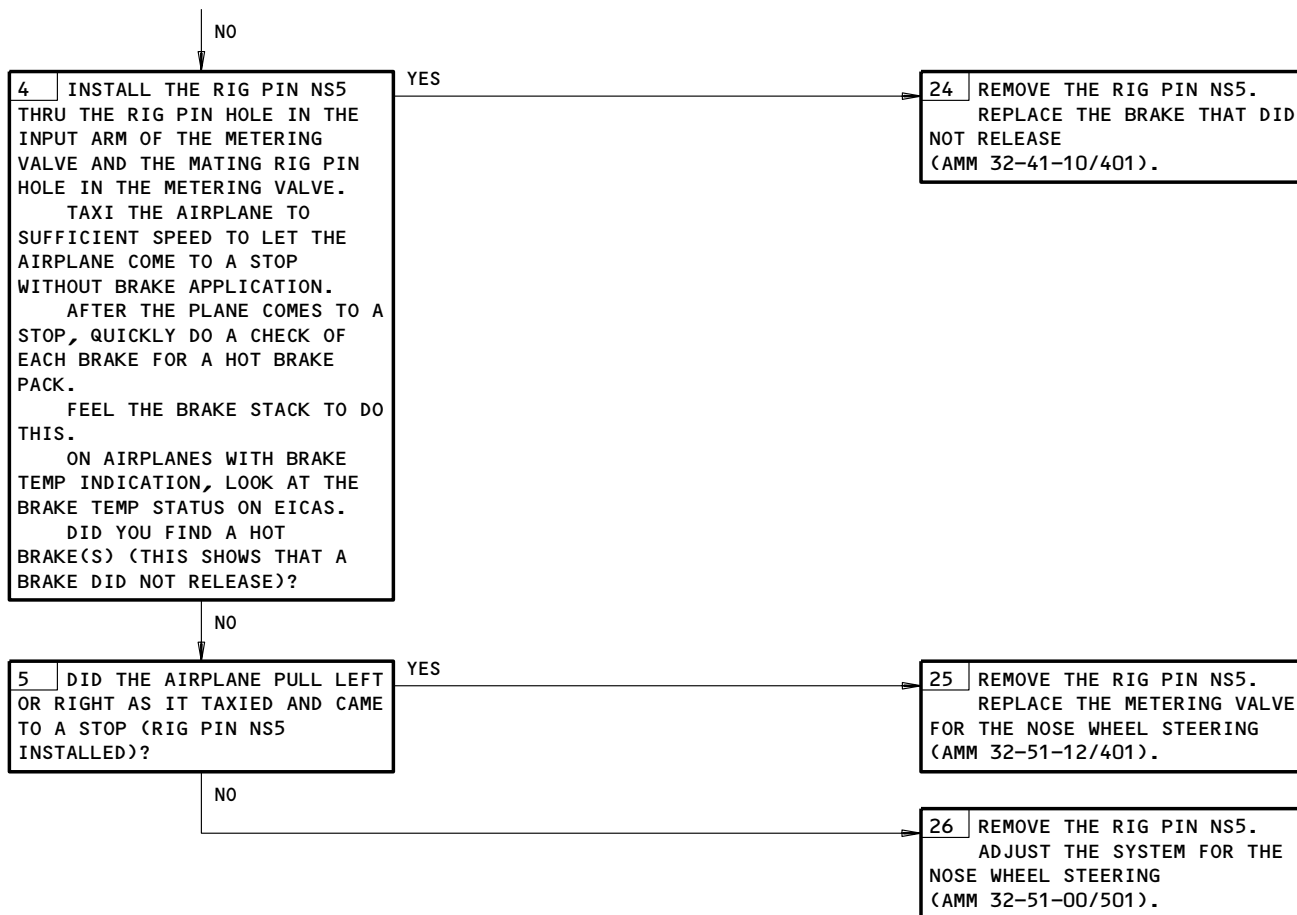 NO
4 INSTALL THE RIG PIN NS5
THRU THE RIG PIN HOLE IN THE
INPUT ARM OF THE METERING
VALVE AND THE MATING RIG PIN
HOLE IN THE METERING VALVE.
TAXI THE AIRPLANE TO
SUFFICIENT SPEED TO LET THE
AIRPLANE COME TO A STOP
WITHOUT BRAKE APPLICATION.
AFTER THE PLANE COMES TO A
STOP, QUICKLY DO A CHECK OF
EACH BRAKE FOR A HOT BRAKE
PACK.
FEEL THE BRAKE STACK TO DO
THIS.
ON AIRPLANES WITH BRAKE
TEMP INDICATION, LOOK AT THE
BRAKE TEMP STATUS ON EICAS.
DID YOU FIND A HOT
BRAKE(S) (THIS SHOWS THAT A
BRAKE DID NOT RELEASE)?
YES
24 REMOVE THE RIG PIN NS5.
REPLACE THE BRAKE THAT DID
NOT RELEASE
(AMM 32-41-10/401).
NO
5 DID THE AIRPLANE PULL LEFT
OR RIGHT AS IT TAXIED AND CAME
TO A STOP (RIG PIN NS5
INSTALLED)?
YES
25 REMOVE THE RIG PIN NS5.
REPLACE THE METERING VALVE
FOR THE NOSE WHEEL STEERING
(AMM 32-51-12/401).
NO
26 REMOVE THE RIG PIN NS5.
ADJUST THE SYSTEM FOR THE
NOSE WHEEL STEERING
(AMM 32-51-00/501).